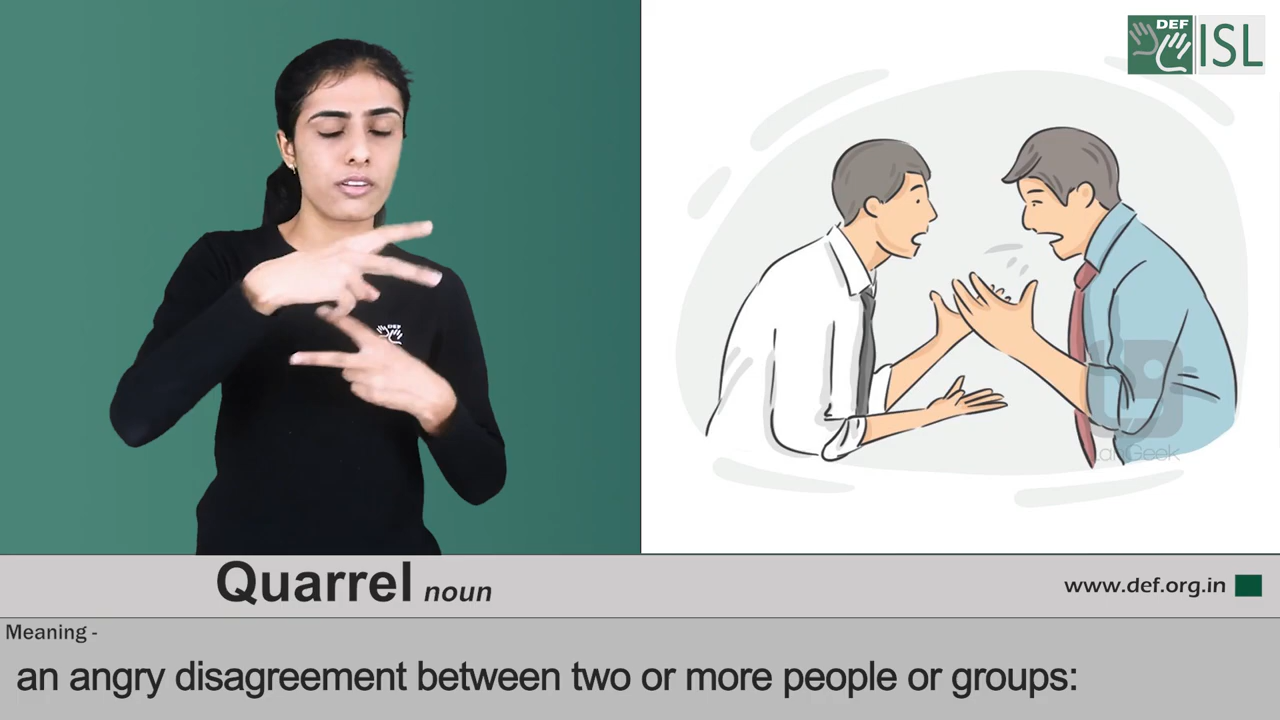 DEF
ISL
DEF
Quarrel noun
www.def.org.in
Meaning -
an angry disagreement between two or more people or groups: